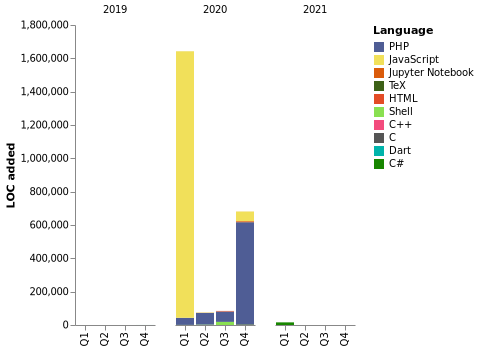 2019 2020 2021
LOC added
1,800,000
1,600,000
1,400,000
1,200,000
1,000,000
800,000
600,000
400,000
200,000
0
Q1 Q2 Q3 Q4 Q1 Q2 Q3 Q4 Q1 Q2 Q3 Q4
Language
PHP
JavaScript
Jupyter Notebook
TeX
HTML
Shell
C++
C
Dart
C#